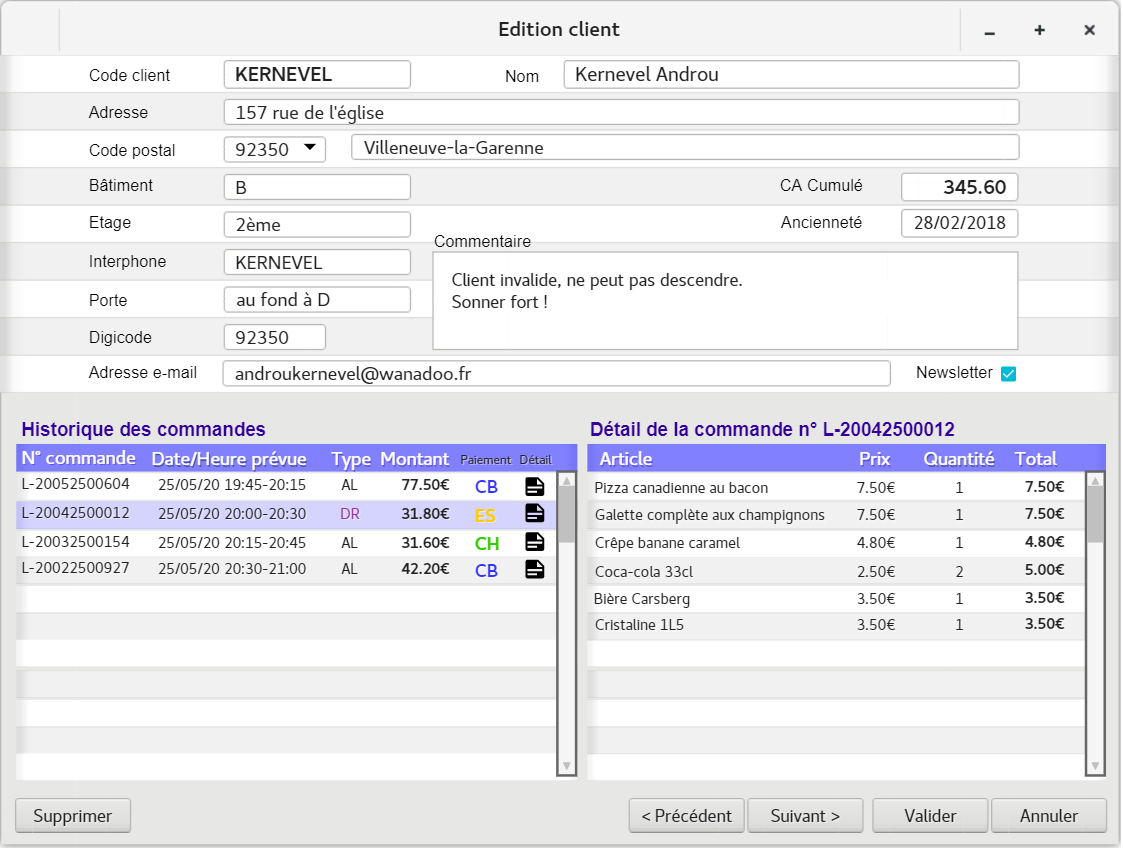 Edition client
Code client KERNEVEL Nom Kernevel Androu
Adresse 157 rue de l'église
Code postal 92350 Villeneuve-la-Garenne
Bâtiment B CA Cumulé 345.60
Etage 2ème Ancienneté 28/02/2018
Commentaire
Interphone KERNEVEL
Client invalide, ne peut pas descendre.
Porte au fond à D Sonner fort !
Digicode 92350
Adresse e-mail androukernevel@wanadoo.fr Newsletter
Historique des commandes
N° commande Date/Heure prévue Type Montant Paiement Détail
L-20052500604 25/05/20 19:45-20:15 AL 77.50€ CB
L-20042500012 25/05/20 20:00-20:30 DR 31.80€ ES
L-20032500154 25/05/20 20:15-20:45 AL 31.60€ CH
L-20022500927 25/05/20 20:30-21:00 AL 42.20€ CB
Détail de la commande n° L-20042500012
Article Prix Quantité Total
Pizza canadienne au bacon 7.50€ 1 7.50€
Galette complète aux champignons 7.50€ 1 7.50€
Crêpe banane caramel 4.80€ 1 4.80€
Coca-cola 33cl 2.50€ 2 5.00€
Bière Carsberg 3.50€ 1 3.50€
Cristaline 1L5 3.50€ 1 3.50€
Supprimer < Précédent Suivant > Valider Annuler